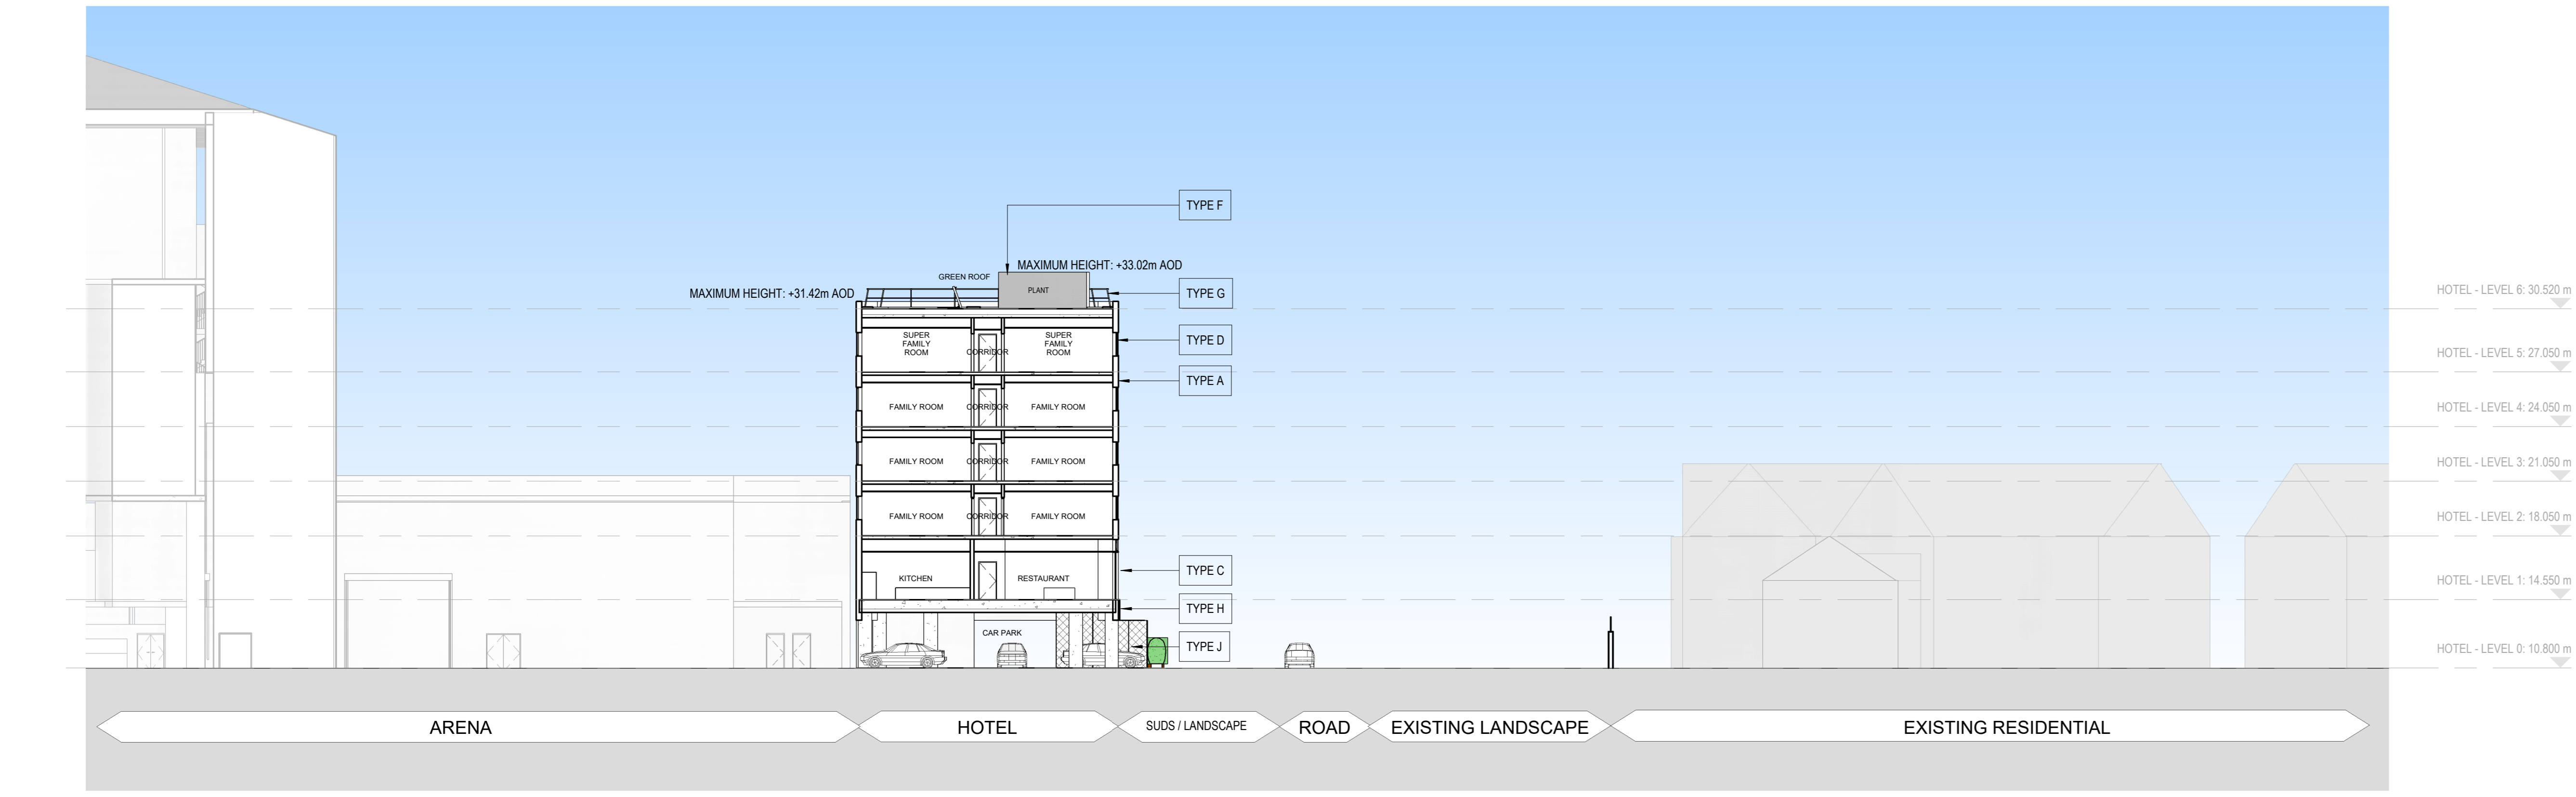 TYPE F
MAXIMUM HEIGHT: +33.02m AOD
GREEN ROOF
PLANT
MAXIMUM HEIGHT: +31.42m AOD
TYPE G
HOTEL - LEVEL 6: 30.520 m
SUPER
FAMILY
ROOM
CORRIDOR
SUPER
FAMILY
ROOM
TYPE D
HOTEL - LEVEL 5: 27.050 m
TYPE A
FAMILY ROOM
CORRIDOR
FAMILY ROOM
HOTEL - LEVEL 4: 24.050 m
FAMILY ROOM
CORRIDOR
FAMILY ROOM
HOTEL - LEVEL 3: 21.050 m
FAMILY ROOM
CORRIDOR
FAMILY ROOM
HOTEL - LEVEL 2: 18.050 m
KITCHEN
RESTAURANT
TYPE C
HOTEL - LEVEL 1: 14.550 m
TYPE H
CAR PARK
TYPE J
HOTEL - LEVEL 0: 10.800 m
ARENA
HOTEL
SUDS / LANDSCAPE
ROAD
EXISTING LANDSCAPE
EXISTING RESIDENTIAL